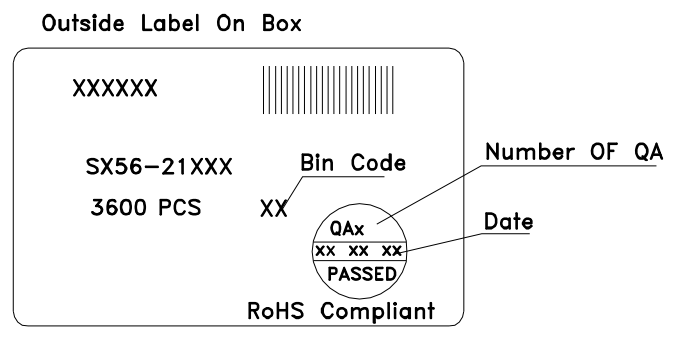 Outside Label On Box
XXXXXX
SX56-21XXX
Bin Code
Number OF QA
3600 PCS
XX
QAx
Date
xx xx xx
PASSED
RoHS Compliant